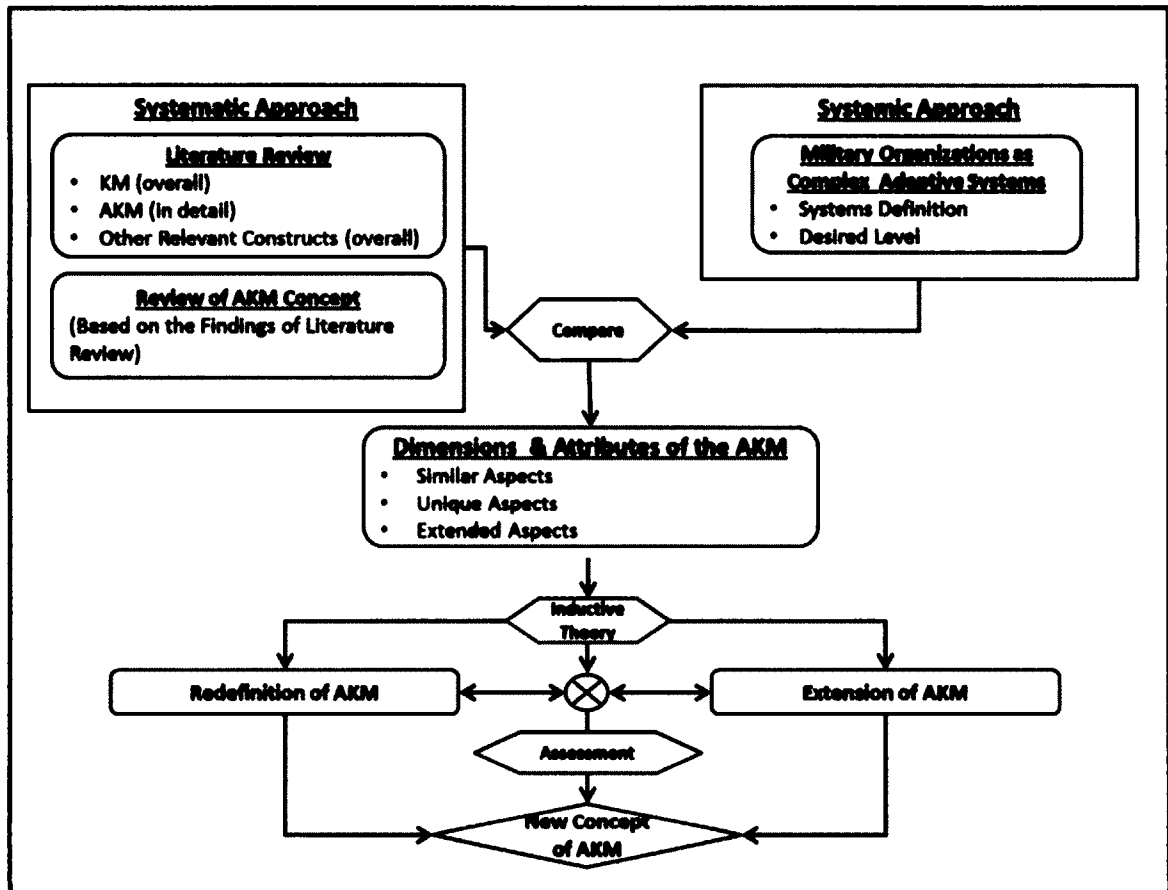 Systematic Approach
Literature Review
• KM (overall)
• AKM (in detail)
• Other Relevant Constructs (overall)
Review of AKM Concept
(Based on the Findings of Literature
Review)
Systemic Approach
Military Organizations as
Complex Adaptive Systems
• Systems Definition
• Desired Level
Compare
Dimensions & Attributes of the AKM
• Similar Aspects
• Unique Aspects
• Extended Aspects
Inductive
Theory
Redefinition of AKM
Extension of AKM
Assessment
New Concept
of AKM